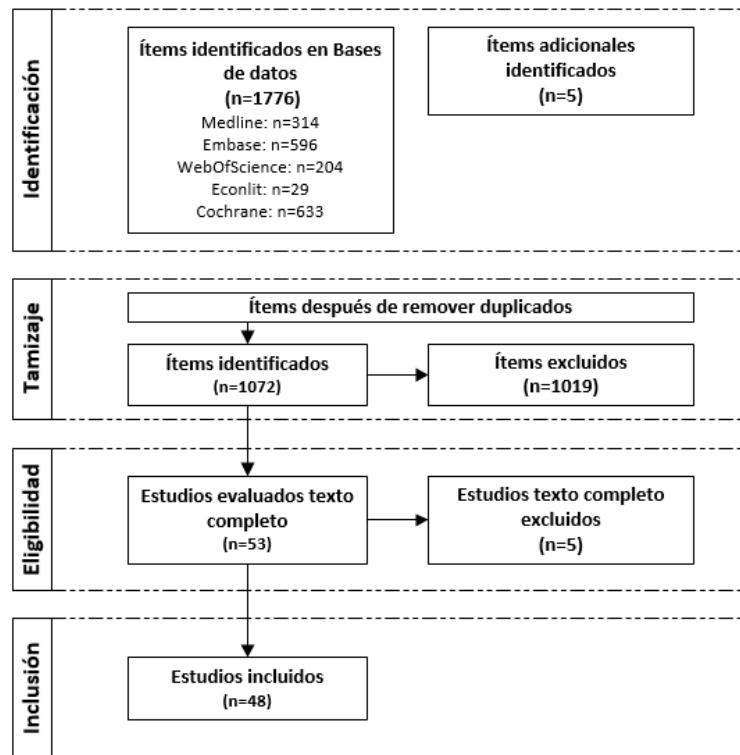 Identificación
Ítems identificados en Bases
de datos
(n=1776)
Medline: n=314
Embase: n=596
WebOfScience: n=204
Econlit: n=29
Cochrane: n=633
Ítems adicionales
identificados
(n=5)
Tamizaje
Ítems después de remover duplicados
Ítems identificados
(n=1072)
Ítems excluidos
(n=1019)
Eligibilidad
Estudios evaluados texto
completo
(n=53)
Estudios texto completo
excluidos
(n=5)
Inclusión
Estudios incluidos
(n=48)